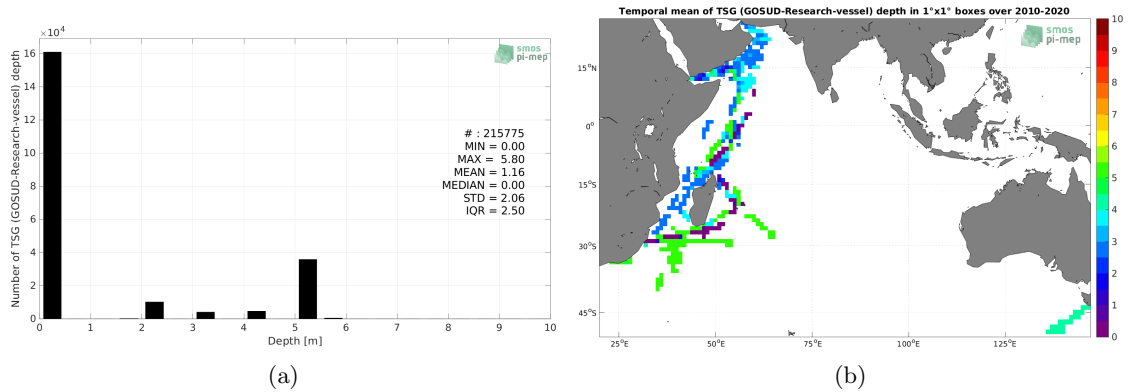 ×10⁴
16
14
12
10
8
6
4
2
0
Number of TSG (GOSUD-Research-vessel) depth
0 1 2 3 4 5 6 7 8 9 10
Depth [m]
smos
pi-mep
# : 215775
MIN = 0.00
MAX = 5.80
MEAN = 1.16
MEDIAN = 0.00
STD = 2.06
IQR = 2.50
(a)
Temporal mean of TSG (GOSUD-Research-vessel) depth in 1°x1° boxes over 2010-2020
smos
pi-mep
15°N
0°
15°S
30°S
45°S
25°E 50°E 75°E 100°E 125°E
10
9
8
7
6
5
4
3
2
1
0
(b)